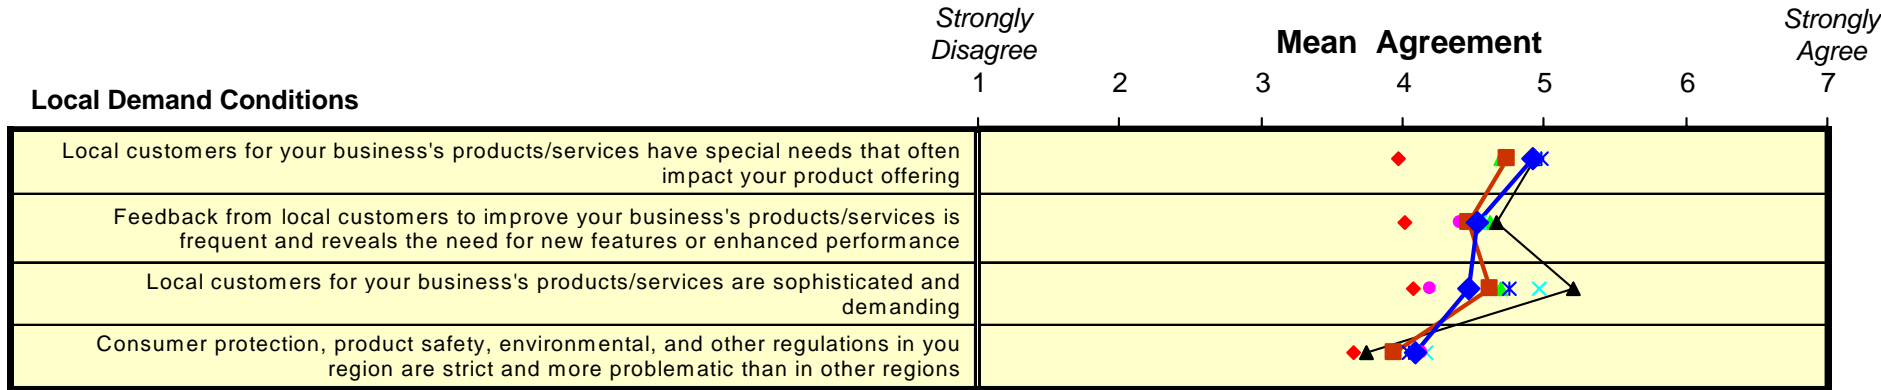 Strongly
Disagree
Mean Agreement
Strongly
Agree
1 2 3 4 5 6 7
Local Demand Conditions
Local customers for your business's products/services have special needs that often
impact your product offering
Feedback from local customers to improve your business's products/services is
frequent and reveals the need for new features or enhanced performance
Local customers for your business's products/services are sophisticated and
demanding
Consumer protection, product safety, environmental, and other regulations in you
region are strict and more problematic than in other regions